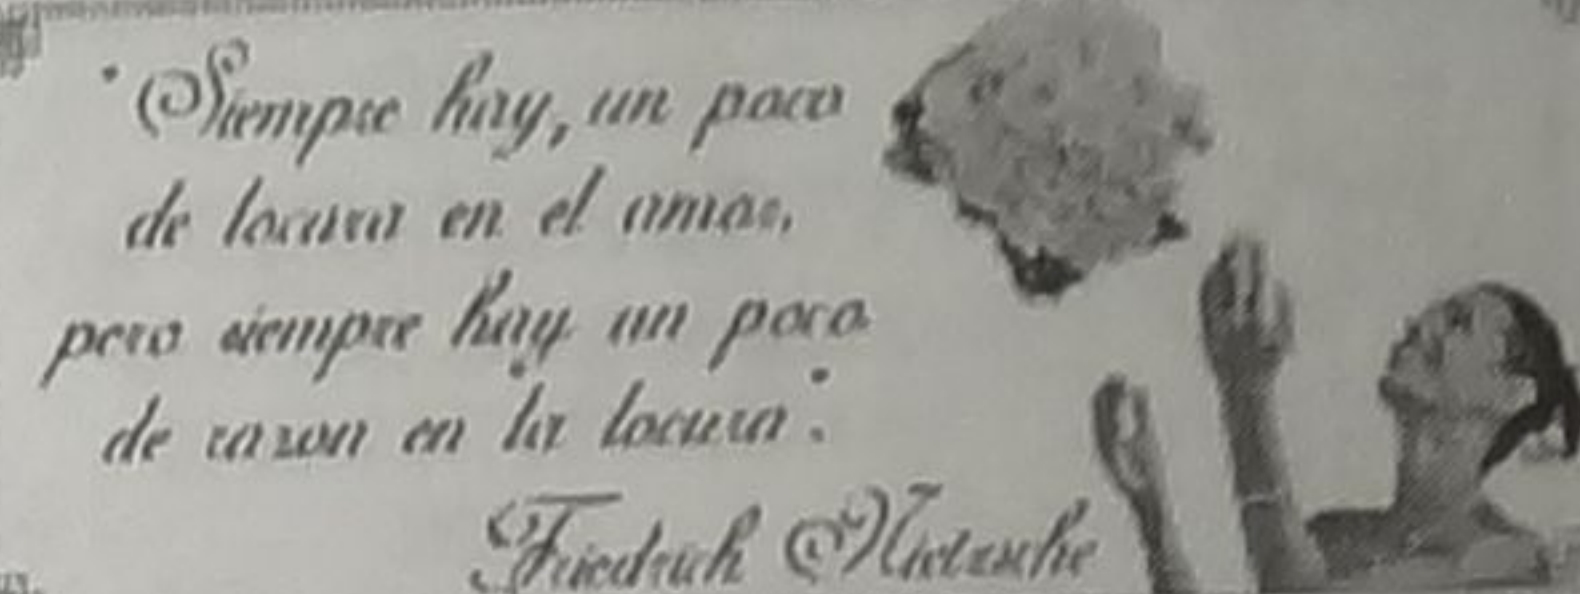 "Siempre hay, un poco
de locura en el amor,
pero siempre hay un poco
de razon en la locura".
Friedrich Nietzsche